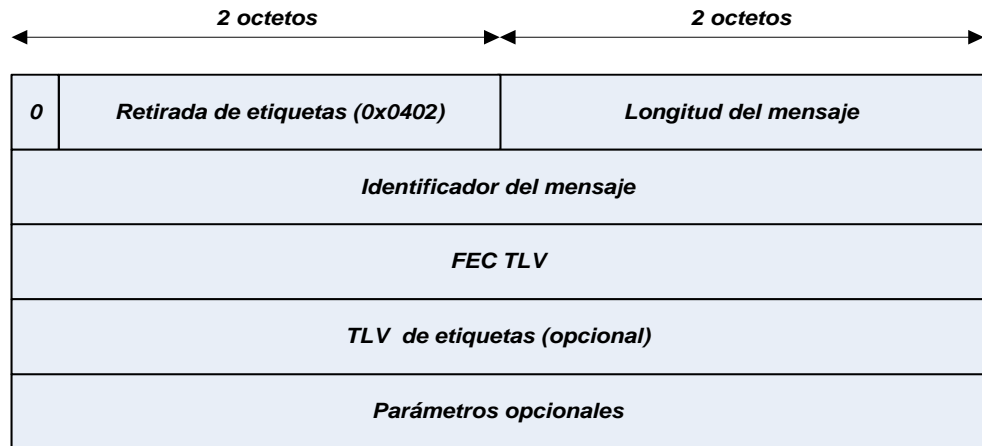 2 octetos 2 octetos
0 Retirada de etiquetas (0x0402) Longitud del mensaje
Identificador del mensaje
FEC TLV
TLV de etiquetas (opcional)
Parámetros opcionales